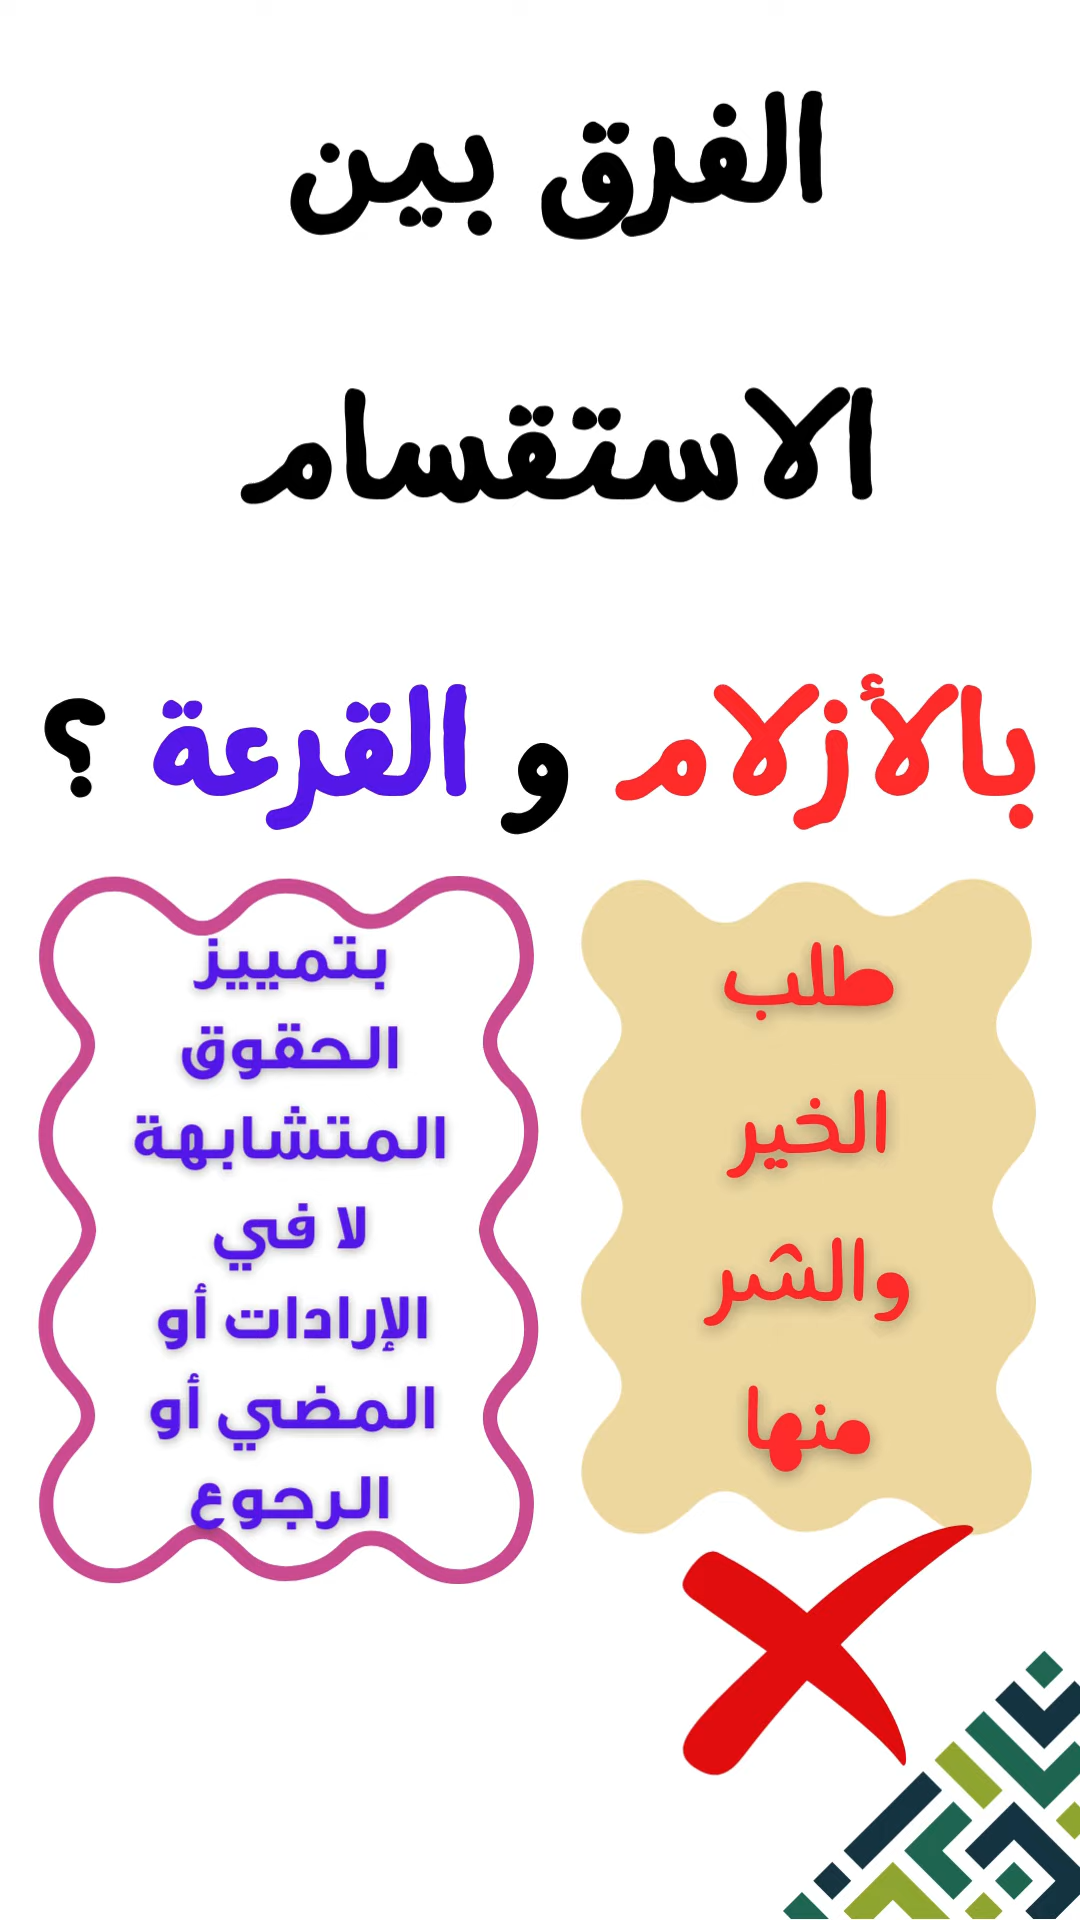 الفرق بين
الاستقسام
بالأزلام و القرعة ؟
طلب
الخير
والشر
منها
بتمييز
الحقوق
المتشابهة
لا في
الإرادات أو
المضي أو
الرجوع